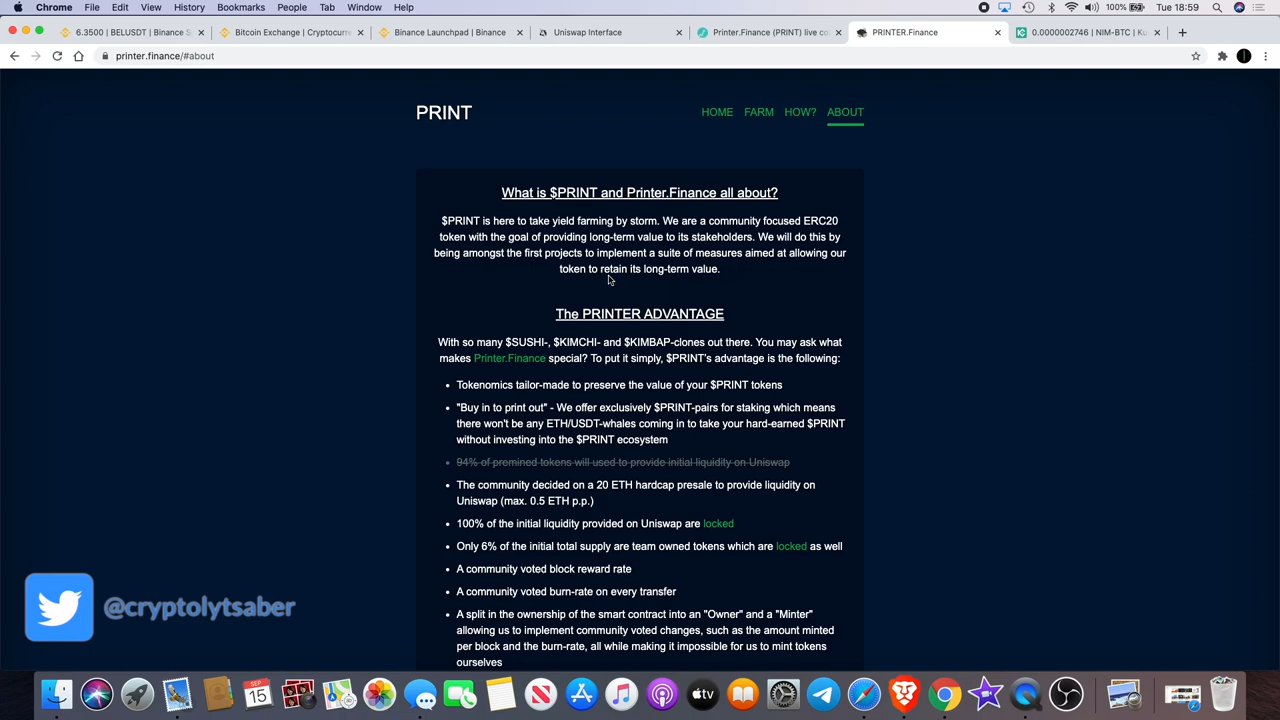 Chrome File Edit View History Bookmarks People Tab Window Help 100% Tue 18:59
6.3500 | BELUSDT | Binance S Bitcoin Exchange | Cryptocurr Binance Launchpad | Binance Uniswap Interface Printer.Finance (PRINT) live co PRINTER.Finance 0.0000002746 | NIM-BTC | Ku
printer.finance/#about
PRINT HOME FARM HOW? ABOUT
What is $PRINT and Printer.Finance all about?
$PRINT is here to take yield farming by storm. We are a community focused ERC20
token with the goal of providing long-term value to its stakeholders. We will do this by
being amongst the first projects to implement a suite of measures aimed at allowing our
token to retain its long-term value.
The PRINTER ADVANTAGE
With so many $SUSHI-, $KIMCHI- and $KIMBAP-clones out there. You may ask what
makes Printer.Finance special? To put it simply, $PRINT's advantage is the following:
• Tokenomics tailor-made to preserve the value of your $PRINT tokens
• "Buy in to print out" - We offer exclusively $PRINT-pairs for staking which means
there won't be any ETH/USDT-whales coming in to take your hard-earned $PRINT
without investing into the $PRINT ecosystem
• 94% of premined tokens will used to provide initial liquidity on Uniswap
• The community decided on a 20 ETH hardcap presale to provide liquidity on
Uniswap (max. 0.5 ETH p.p.)
• 100% of the initial liquidity provided on Uniswap are locked
• Only 6% of the initial total supply are team owned tokens which are locked as well
• A community voted block reward rate
• A community voted burn-rate on every transfer
• A split in the ownership of the smart contract into an "Owner" and a "Minter"
allowing us to implement community voted changes, such as the amount minted
per block and the burn-rate, all while making it impossible for us to mint tokens
ourselves
@cryptolytsaber
SEP
15
tv